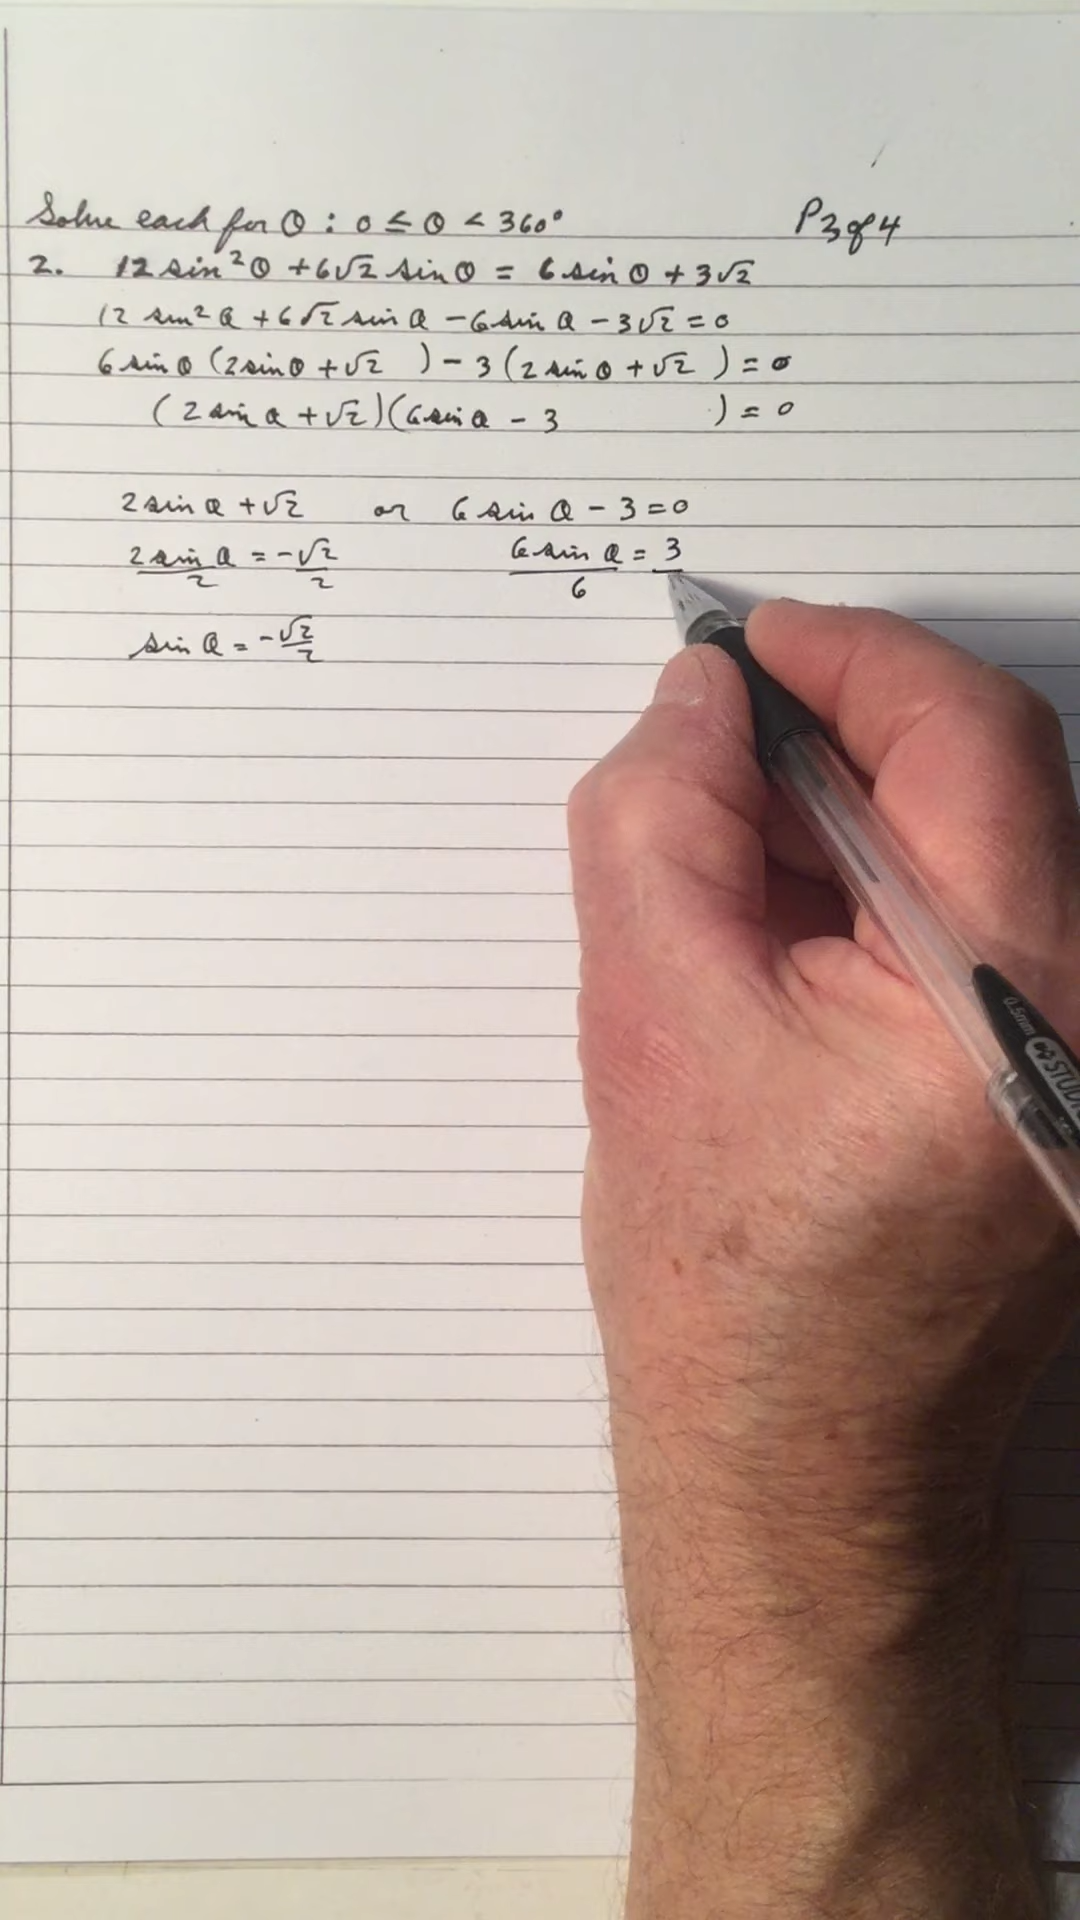 Solve each for θ : 0 ≤ θ < 360° P3 of 4
2. 12 sin²θ + 6√2 sin θ = 6 sin θ + 3√2
12 sin²θ + 6√2 sin θ - 6 sin θ - 3√2 = 0
6 sin θ (2 sin θ + √2 ) - 3 (2 sin θ + √2 ) = 0
(2 sin θ + √2)(6 sin θ - 3 ) = 0
2 sin θ + √2 or 6 sin θ - 3 = 0
2 sin θ = -√2 6 sin θ = 3
2 2 6
sin θ = -√2
2
0.5mm STUDI